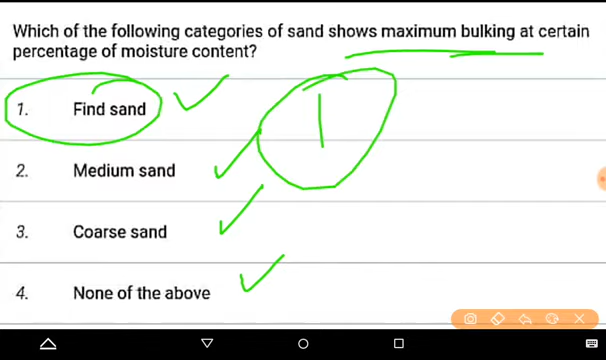 Which of the following categories of sand shows maximum bulking at certain
percentage of moisture content?
1. Find sand
1
2. Medium sand
3. Coarse sand
4. None of the above